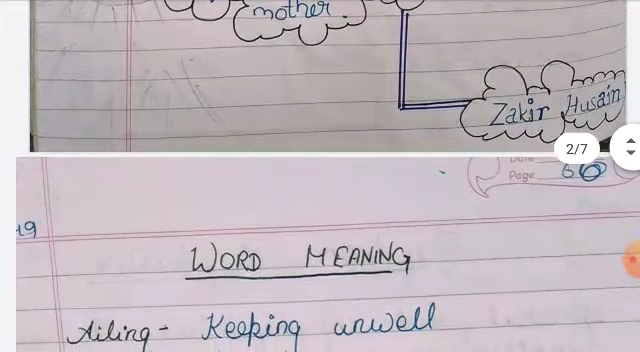 mother.
Zakir Husain
2/7
Page 60
19
WORD MEANING
Ailing - Keeping unwell